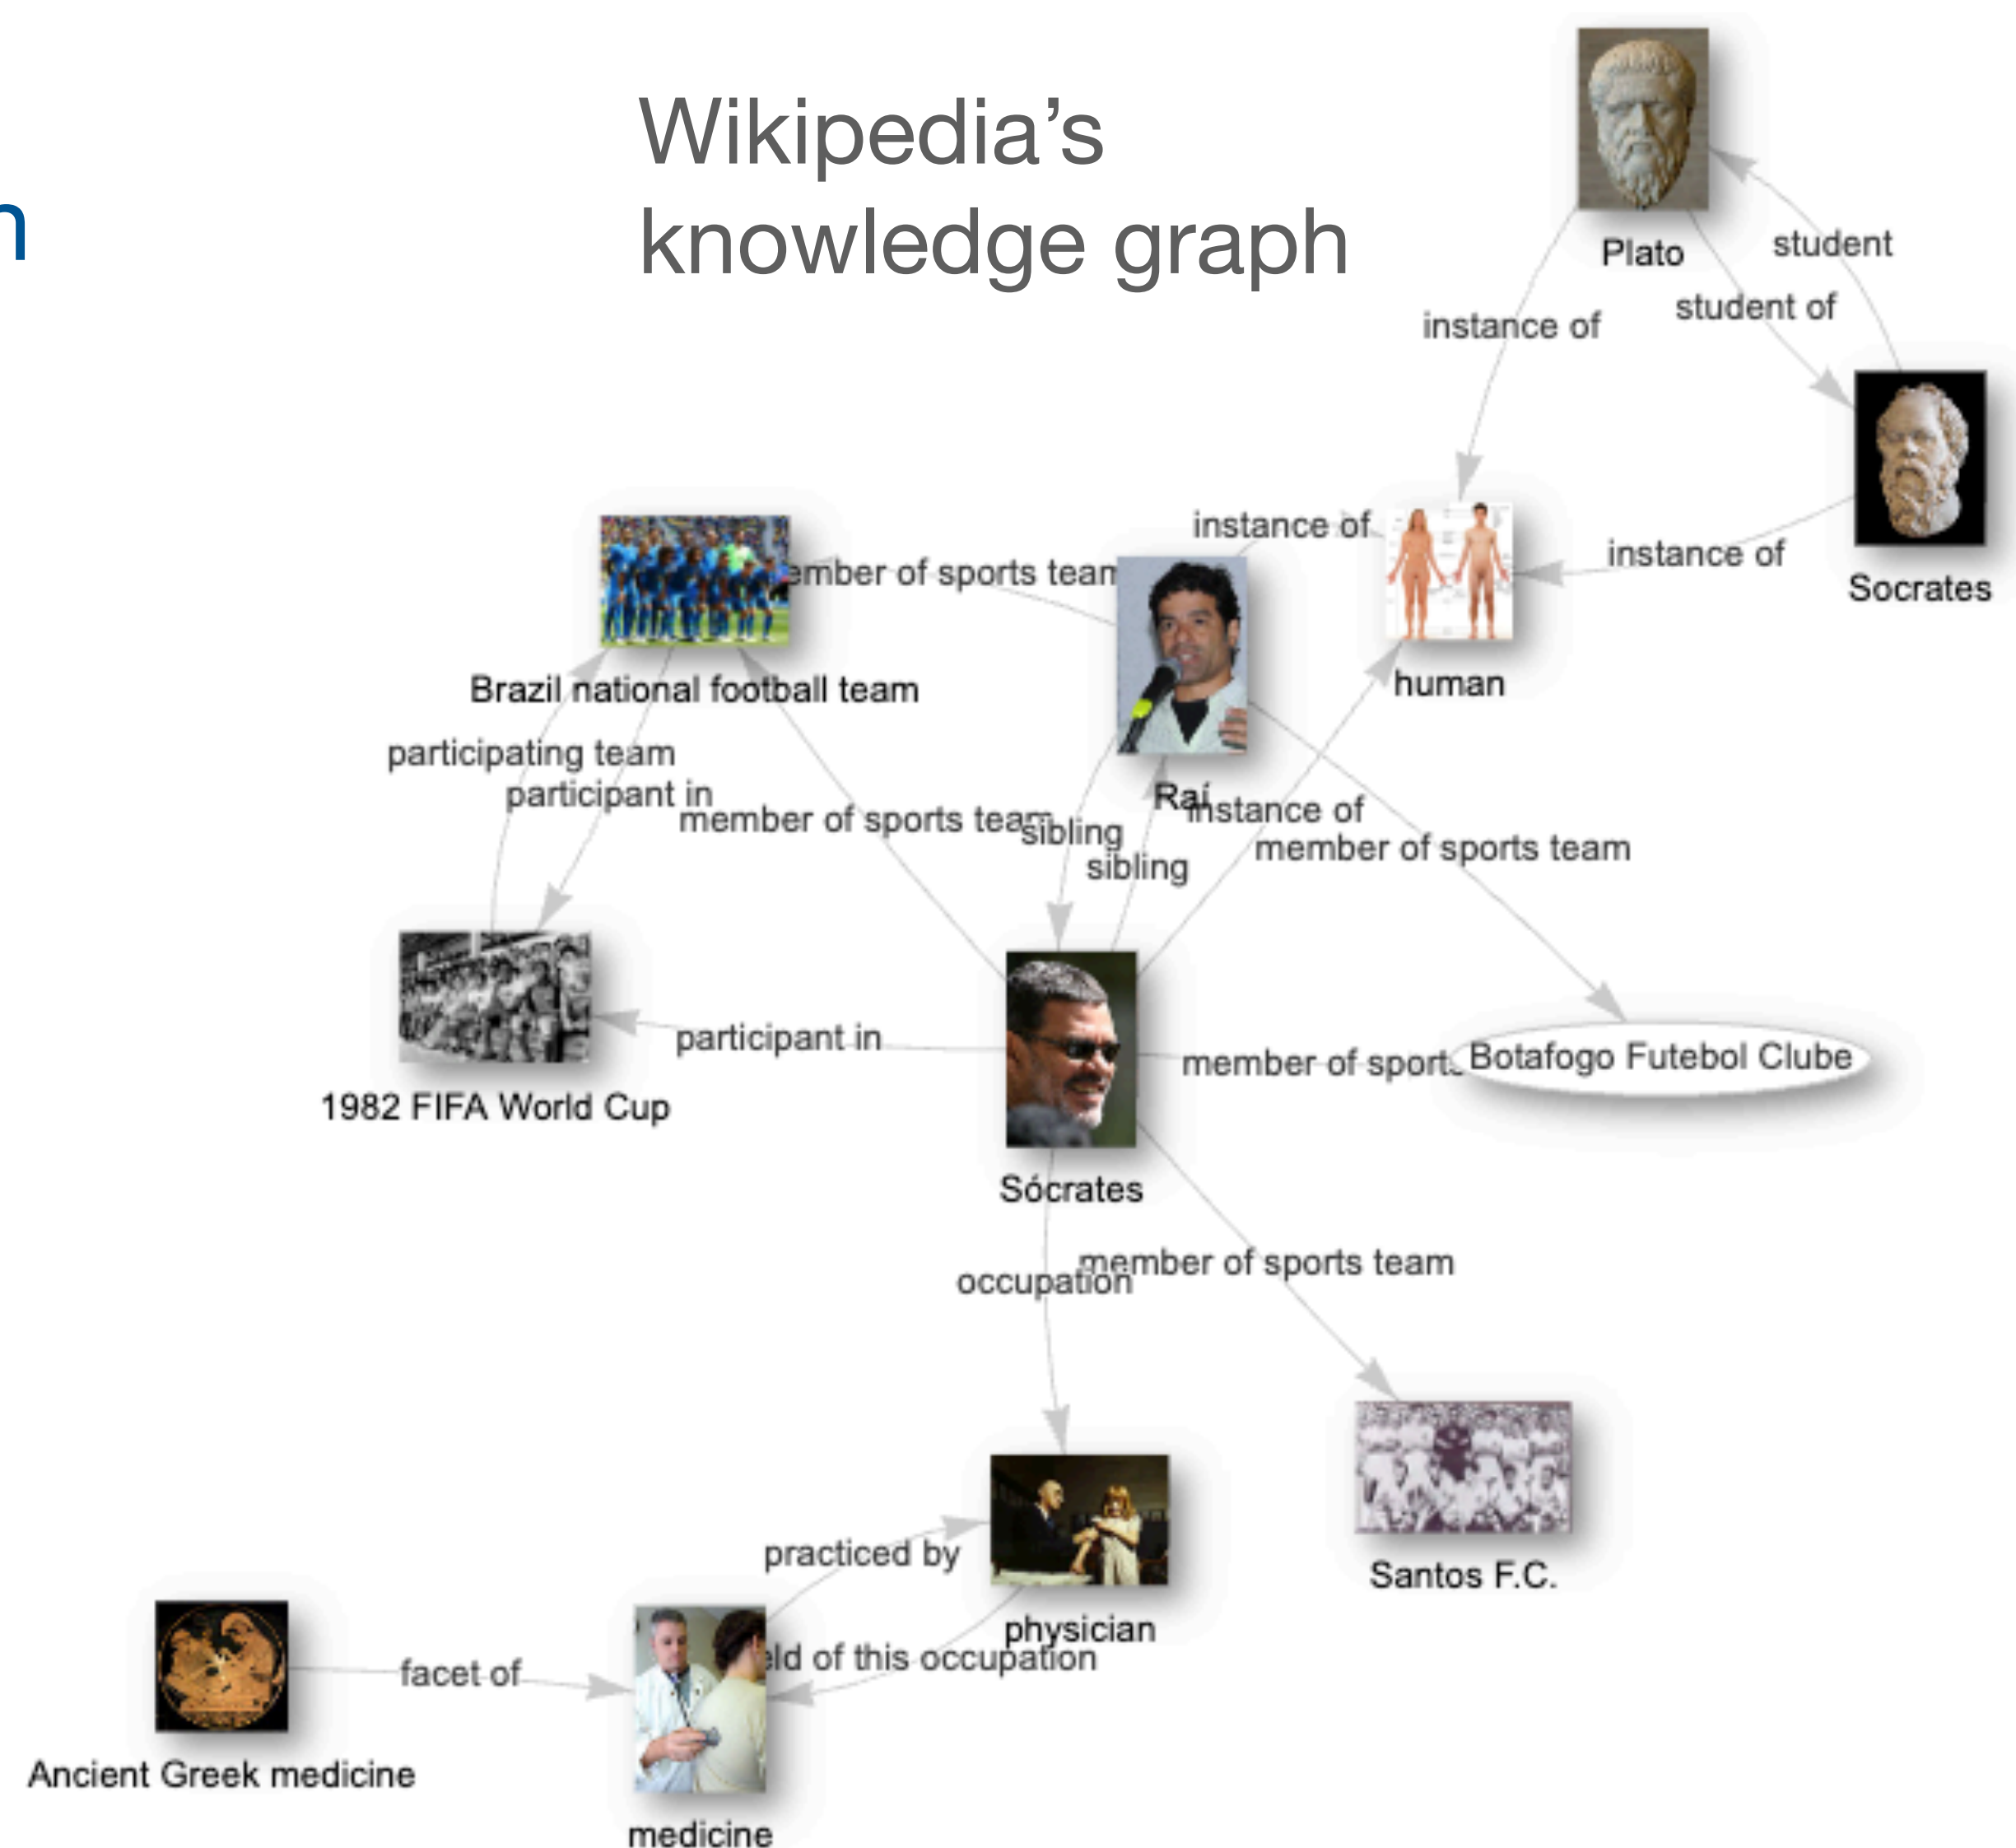 Wikipedia's
knowledge graph
n
Plato
student
student of
instance of
Socrates
instance of
instance of
human
ember of sports tean
Brazil national football team
participating team
participant in
member of sports team
Raí
sibling
sibling
instance of
member of sports team
1982 FIFA World Cup
participant in
member of sports
Botafogo Futebol Clube
Sócrates
member of sports team
occupation
Santos F.C.
practiced by
physician
eld of this occupation
facet of
Ancient Greek medicine
medicine